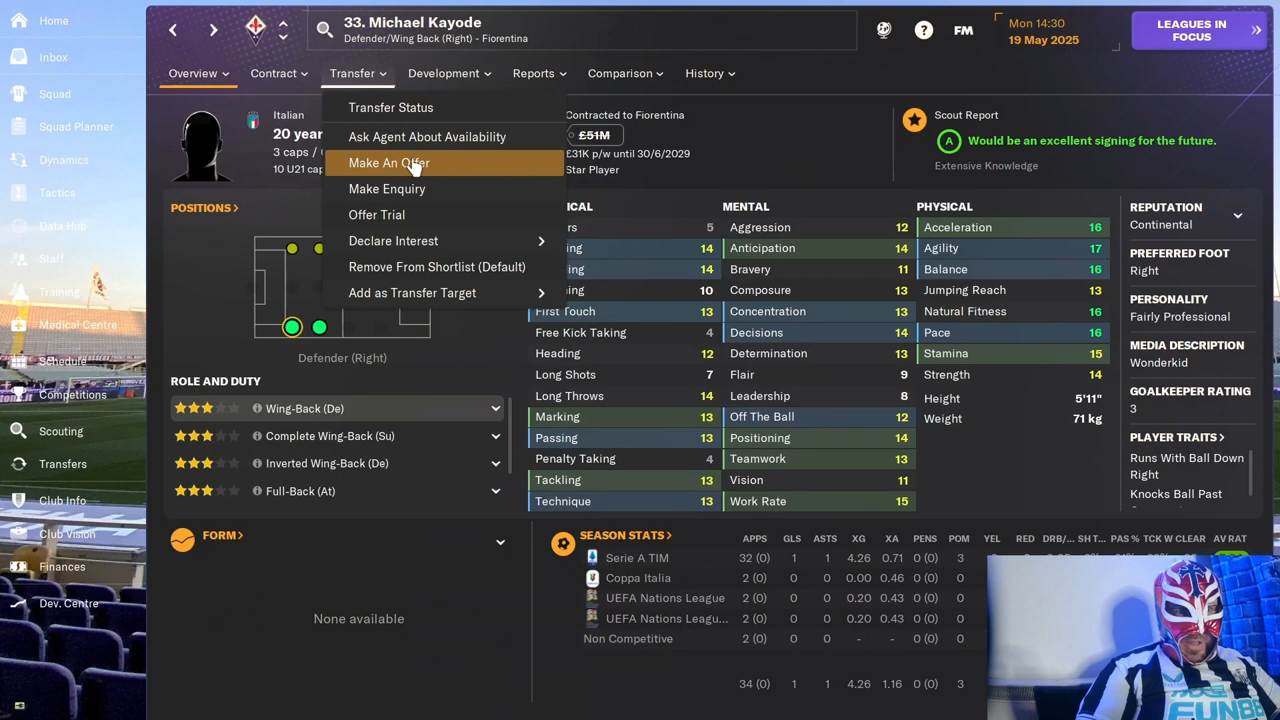 Home
Inbox
Squad
Squad Planner
Dynamics
Tactics
Data Hub
Staff
Training
Medical Centre
Schedule
Competitions
Scouting
Transfers
Club Info
Club Vision
Finances
Dev. Centre
33. Michael Kayode
Defender/Wing Back (Right) - Fiorentina
?
FM
Mon 14:30
19 May 2025
LEAGUES IN
FOCUS
Overview
Contract
Transfer
Development
Reports
Comparison
History
Italian
20 year
3 caps /
10 U21 cap
Transfer Status
Ask Agent About Availability
Make An Offer
Make Enquiry
Offer Trial
Declare Interest
Remove From Shortlist (Default)
Add as Transfer Target
Contracted to Fiorentina
£51M
£31K p/w until 30/6/2029
Star Player
Scout Report
A Would be an excellent signing for the future.
Extensive Knowledge
POSITIONS
Defender (Right)
ROLE AND DUTY
Wing-Back (De)
Complete Wing-Back (Su)
Inverted Wing-Back (De)
Full-Back (At)
5
14
14
10
First Touch 13
Free Kick Taking 4
Heading 12
Long Shots 7
Long Throws 14
Marking 13
Passing 13
Penalty Taking 4
Tackling 13
Technique 13
MENTAL
Aggression 12
Anticipation 14
Bravery 11
Composure 13
Concentration 13
Decisions 14
Determination 13
Flair 9
Leadership 8
Off The Ball 12
Positioning 14
Teamwork 13
Vision 11
Work Rate 15
PHYSICAL
Acceleration 16
Agility 17
Balance 16
Jumping Reach 13
Natural Fitness 16
Pace 16
Stamina 15
Strength 14
Height 5'11"
Weight 71 kg
REPUTATION
Continental
PREFERRED FOOT
Right
PERSONALITY
Fairly Professional
MEDIA DESCRIPTION
Wonderkid
GOALKEEPER RATING
3
PLAYER TRAITS
Runs With Ball Down
Right
Knocks Ball Past
FORM
None available
SEASON STATS
APPS GLS ASTS XG XA PENS POM YEL RED DRB/... SH T... PAS % TCK W CLEAR AV RAT
Serie A TIM 32 (0) 1 1 4.26 0.71 0 (0) 3
Coppa Italia 2 (0) 0 0 0.00 0.46 0 (0) 0
UEFA Nations League 2 (0) 0 0 0.20 0.43 0 (0) 0
UEFA Nations Leagu... 2 (0) 0 0 0.20 0.43 0 (0) 0
Non Competitive 2 (0) 0 0 - - 0 (0) 0
34 (0) 1 1 4.26 1.16 0 (0) 3
FUN88